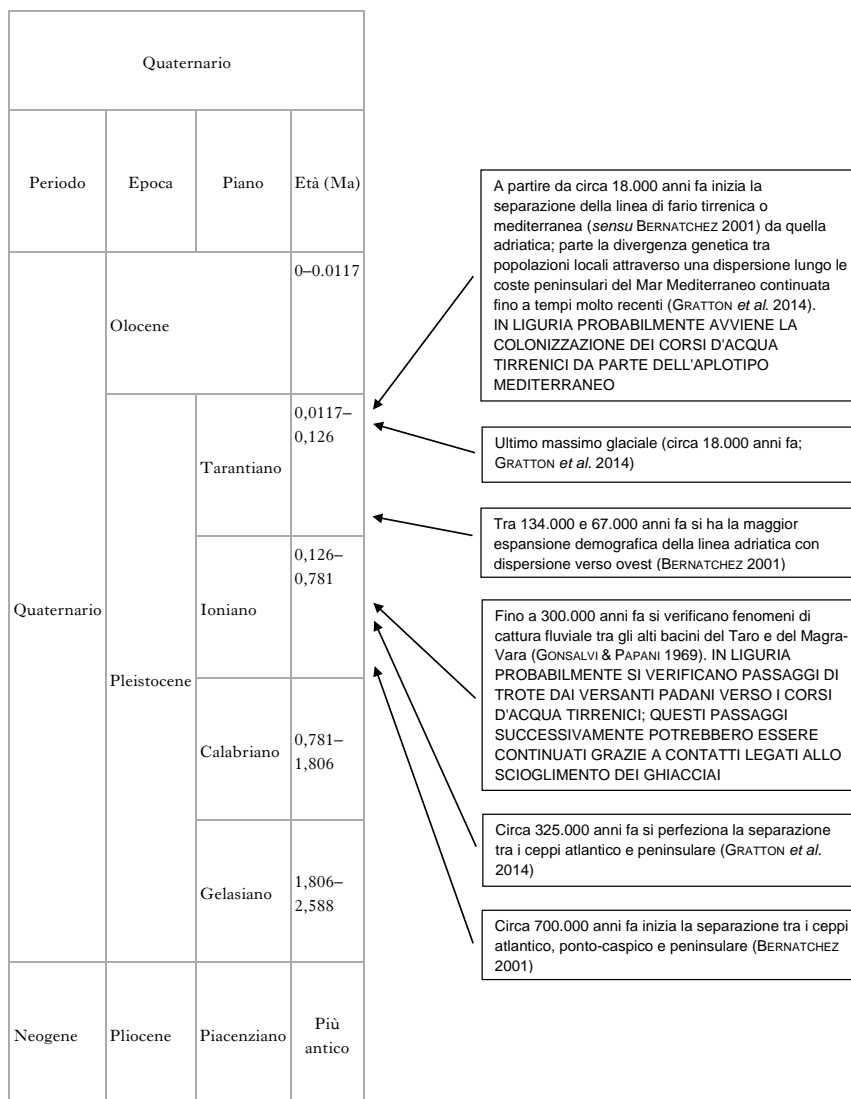 Quaternario
Periodo
Epoca
Piano
Età (Ma)
Quaternario
Olocene
0–0.0117
Pleistocene
Tarantiano
0,0117–
0,126
Ioniano
0,126–
0,781
Calabriano
0,781–
1,806
Gelasiano
1,806–
2,588
Neogene
Pliocene
Piacenziano
Più
antico
A partire da circa 18.000 anni fa inizia la
separazione della linea di fario tirrenica o
mediterranea (sensu BERNATCHEZ 2001) da quella
adriatica; parte la divergenza genetica tra
popolazioni locali attraverso una dispersione lungo le
coste peninsulari del Mar Mediterraneo continuata
fino a tempi molto recenti (GRATTON et al. 2014).
IN LIGURIA PROBABILMENTE AVVIENE LA
COLONIZZAZIONE DEI CORSI D'ACQUA
TIRRENICI DA PARTE DELL'APLOTIPO
MEDITERRANEO
Ultimo massimo glaciale (circa 18.000 anni fa;
GRATTON et al. 2014)
Tra 134.000 e 67.000 anni fa si ha la maggior
espansione demografica della linea adriatica con
dispersione verso ovest (BERNATCHEZ 2001)
Fino a 300.000 anni fa si verificano fenomeni di
cattura fluviale tra gli alti bacini del Taro e del Magra-
Vara (GONSALVI & PAPANI 1969). IN LIGURIA
PROBABILMENTE SI VERIFICANO PASSAGGI DI
TROTE DAI VERSANTI PADANI VERSO I CORSI
D'ACQUA TIRRENICI; QUESTI PASSAGGI
SUCCESSIVAMENTE POTREBBERO ESSERE
CONTINUATI GRAZIE A CONTATTI LEGATI ALLO
SCIOGLIMENTO DEI GHIACCIAI
Circa 325.000 anni fa si perfeziona la separazione
tra i ceppi atlantico e peninsulare (GRATTON et al.
2014)
Circa 700.000 anni fa inizia la separazione tra i ceppi
atlantico, ponto-caspico e peninsulare (BERNATCHEZ
2001)